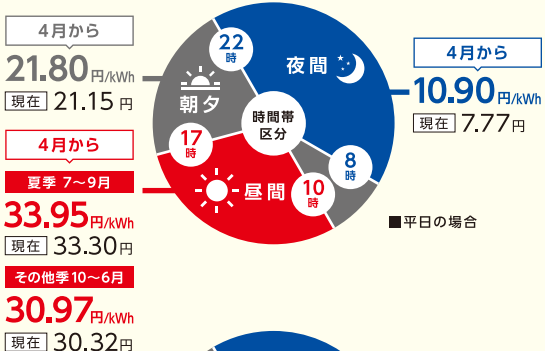 4月から
21.80円/kWh
現在 21.15円
4月から
夏季 7〜9月
33.95円/kWh
現在 33.30円
その他季10〜6月
30.97円/kWh
現在 30.32円
22時
夜間
朝夕
時間帯
区分
17時
8時
昼間
10時
4月から
10.90円/kWh
現在 7.77円
■平日の場合